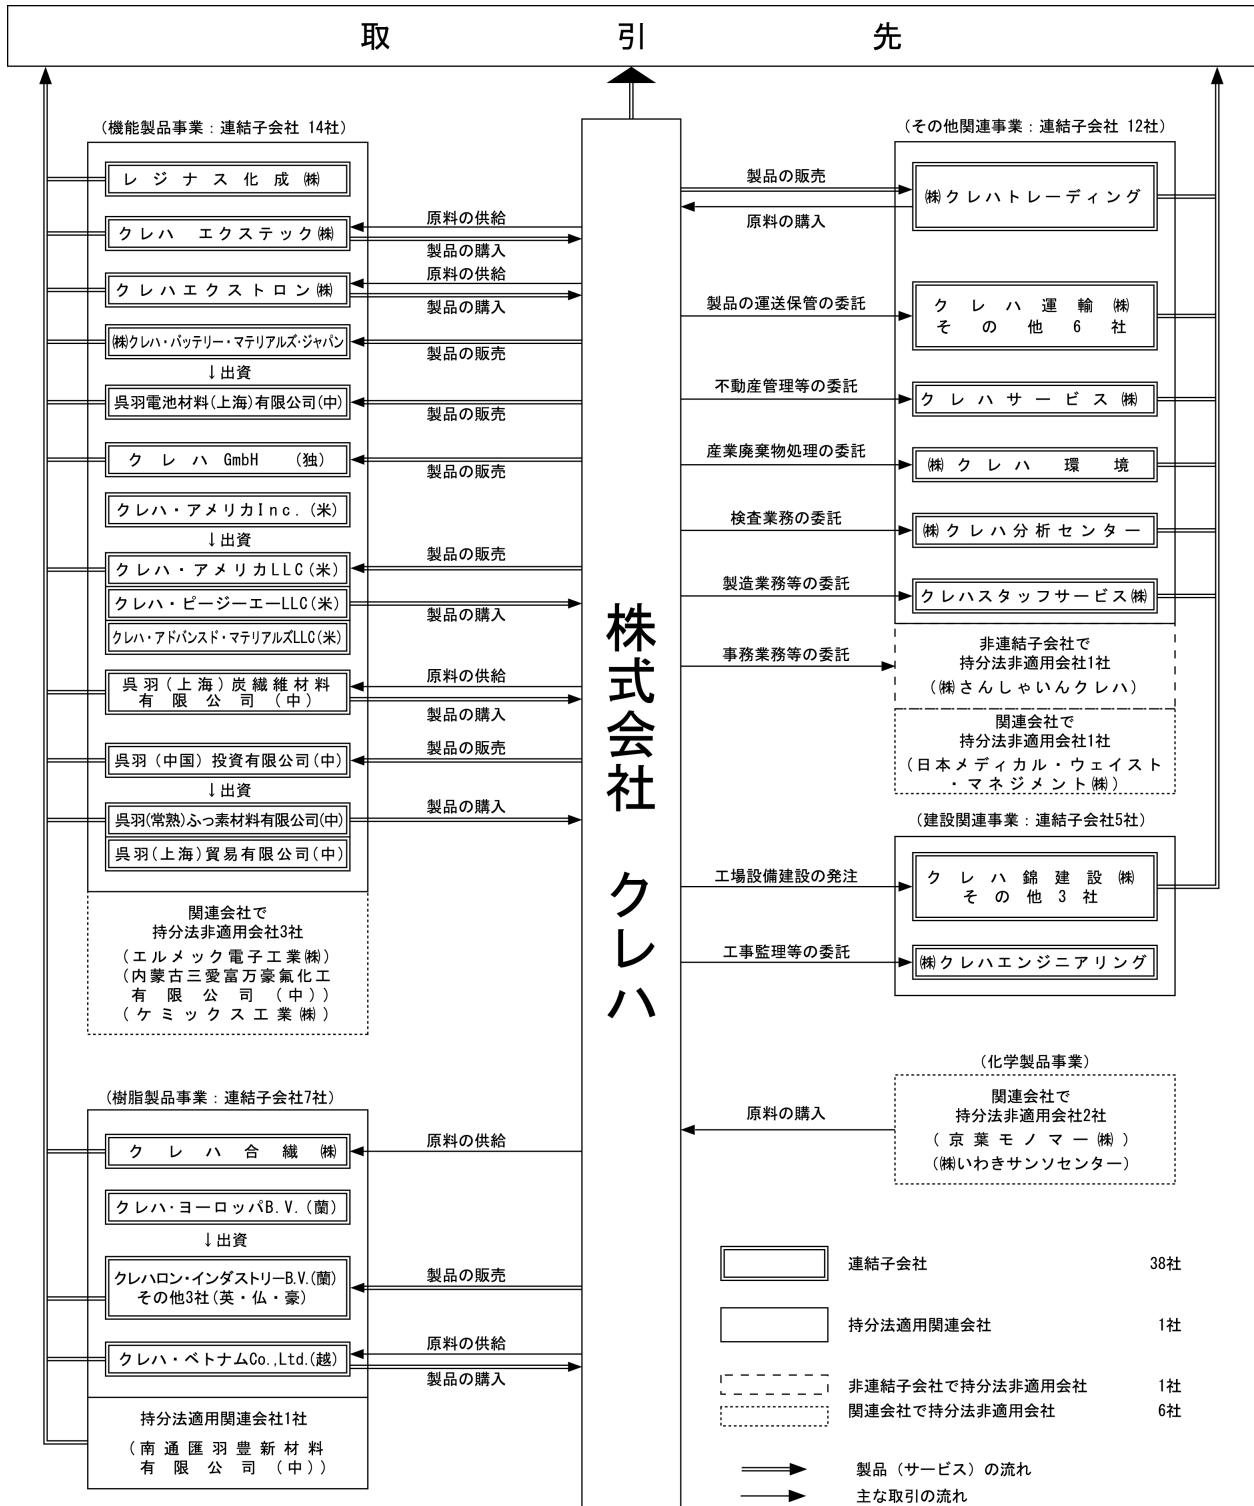 取引先
(機能製品事業：連結子会社 14社)
レジナス化成㈱
クレハ エクステック㈱
原料の供給
製品の購入
クレハエクストロン㈱
原料の供給
製品の購入
㈱クレハ・バッテリー・マテリアルズ・ジャパン
製品の販売
↓出資
呉羽電池材料(上海)有限公司(中)
製品の販売
クレハ GmbH （独）
製品の販売
クレハ・アメリカInc.(米)
↓出資
クレハ・アメリカLLC(米)
製品の販売
クレハ・ピージーエーLLC(米)
製品の購入
クレハ・アドバンスド・マテリアルズLLC(米)
呉羽(上海)炭繊維材料
有限公司(中)
原料の供給
製品の購入
呉羽（中国）投資有限公司(中)
製品の販売
↓出資
呉羽(常熟)ふっ素材料有限公司(中)
製品の購入
呉羽(上海)貿易有限公司(中)
関連会社で
持分法非適用会社3社
(エルメック電子工業㈱)
(内蒙古三愛富万豪氟化工
有限公司(中))
(ケミックス工業㈱)
(樹脂製品事業：連結子会社7社)
クレハ合繊㈱
原料の供給
クレハ・ヨーロッパB.V.(蘭)
↓出資
クレハロン・インダストリーB.V.(蘭)
その他3社(英・仏・豪)
製品の販売
クレハ・ベトナムCo.,Ltd.(越)
原料の供給
製品の購入
持分法適用関連会社1社
(南通匯羽豊新材料
有限公司(中))
株式会社 クレハ
(その他関連事業：連結子会社 12社)
製品の販売
㈱クレハトレーディング
原料の購入
製品の運送保管の委託
クレハ運輸㈱
その他6社
不動産管理等の委託
クレハサービス㈱
産業廃棄物処理の委託
㈱クレハ環境
検査業務の委託
㈱クレハ分析センター
製造業務等の委託
クレハスタッフサービス㈱
事務業務等の委託
非連結子会社で
持分法非適用会社1社
(㈱さんしゃいんクレハ)
関連会社で
持分法非適用会社1社
(日本メディカル・ウェイスト
・マネジメント㈱)
(建設関連事業：連結子会社5社)
工場設備建設の発注
クレハ錦建設㈱
その他3社
工事監理等の委託
㈱クレハエンジニアリング
(化学製品事業)
原料の購入
関連会社で
持分法非適用会社2社
(京葉モノマー㈱)
(㈱いわきサンソセンター)
連結子会社 38社
持分法適用関連会社 1社
非連結子会社で持分法非適用会社 1社
関連会社で持分法非適用会社 6社
製品（サービス）の流れ
主な取引の流れ